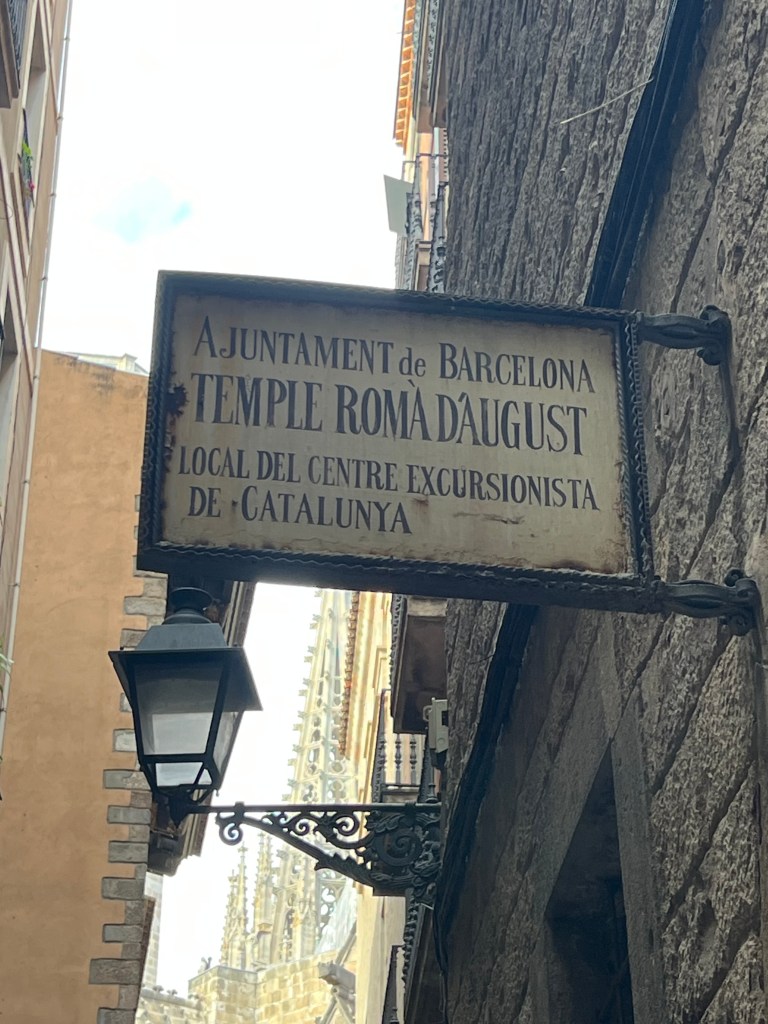 AJUNTAMENT de BARCELONA
TEMPLE ROMÀ D'AUGUST
LOCAL DEL CENTRE EXCURSIONISTA
DE CATALUNYA